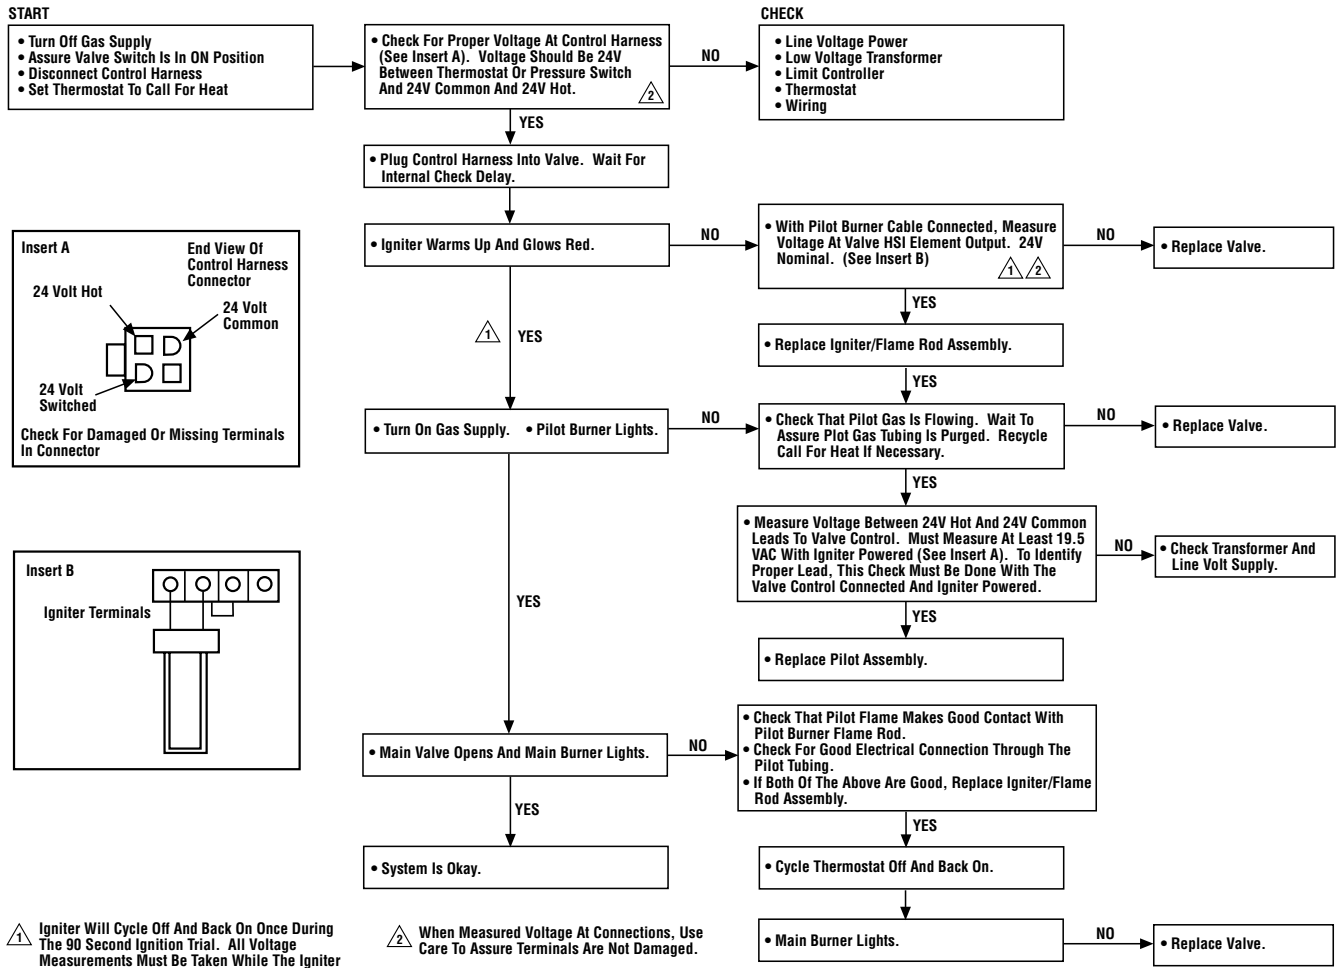 START
• Turn Off Gas Supply
• Assure Valve Switch Is In ON Position
• Disconnect Control Harness
• Set Thermostat To Call For Heat
• Check For Proper Voltage At Control Harness
(See Insert A). Voltage Should Be 24V
Between Thermostat Or Pressure Switch
And 24V Common And 24V Hot.
2
NO
CHECK
• Line Voltage Power
• Low Voltage Transformer
• Limit Controller
• Thermostat
• Wiring
YES
• Plug Control Harness Into Valve. Wait For
Internal Check Delay.
• Igniter Warms Up And Glows Red.
NO
• With Pilot Burner Cable Connected, Measure
Voltage At Valve HSI Element Output. 24V
Nominal. (See Insert B)
1 2
NO
• Replace Valve.
YES
• Replace Igniter/Flame Rod Assembly.
YES
1
YES
• Turn On Gas Supply. • Pilot Burner Lights.
NO
• Check That Pilot Gas Is Flowing. Wait To
Assure Plot Gas Tubing Is Purged. Recycle
Call For Heat If Necessary.
NO
• Replace Valve.
YES
• Measure Voltage Between 24V Hot And 24V Common
Leads To Valve Control. Must Measure At Least 19.5
VAC With Igniter Powered (See Insert A). To Identify
Proper Lead, This Check Must Be Done With The
Valve Control Connected And Igniter Powered.
NO
• Check Transformer And
Line Volt Supply.
YES
• Replace Pilot Assembly.
YES
• Main Valve Opens And Main Burner Lights.
NO
• Check That Pilot Flame Makes Good Contact With
Pilot Burner Flame Rod.
• Check For Good Electrical Connection Through The
Pilot Tubing.
• If Both Of The Above Are Good, Replace Igniter/Flame
Rod Assembly.
YES
• Cycle Thermostat Off And Back On.
• Main Burner Lights.
NO
• Replace Valve.
YES
• System Is Okay.
Insert A
End View Of
Control Harness
Connector
24 Volt Hot
24 Volt
Common
24 Volt
Switched
Check For Damaged Or Missing Terminals
In Connector
Insert B
Igniter Terminals
1
Igniter Will Cycle Off And Back On Once During
The 90 Second Ignition Trial. All Voltage
Measurements Must Be Taken While The Igniter
2
When Measured Voltage At Connections, Use
Care To Assure Terminals Are Not Damaged.